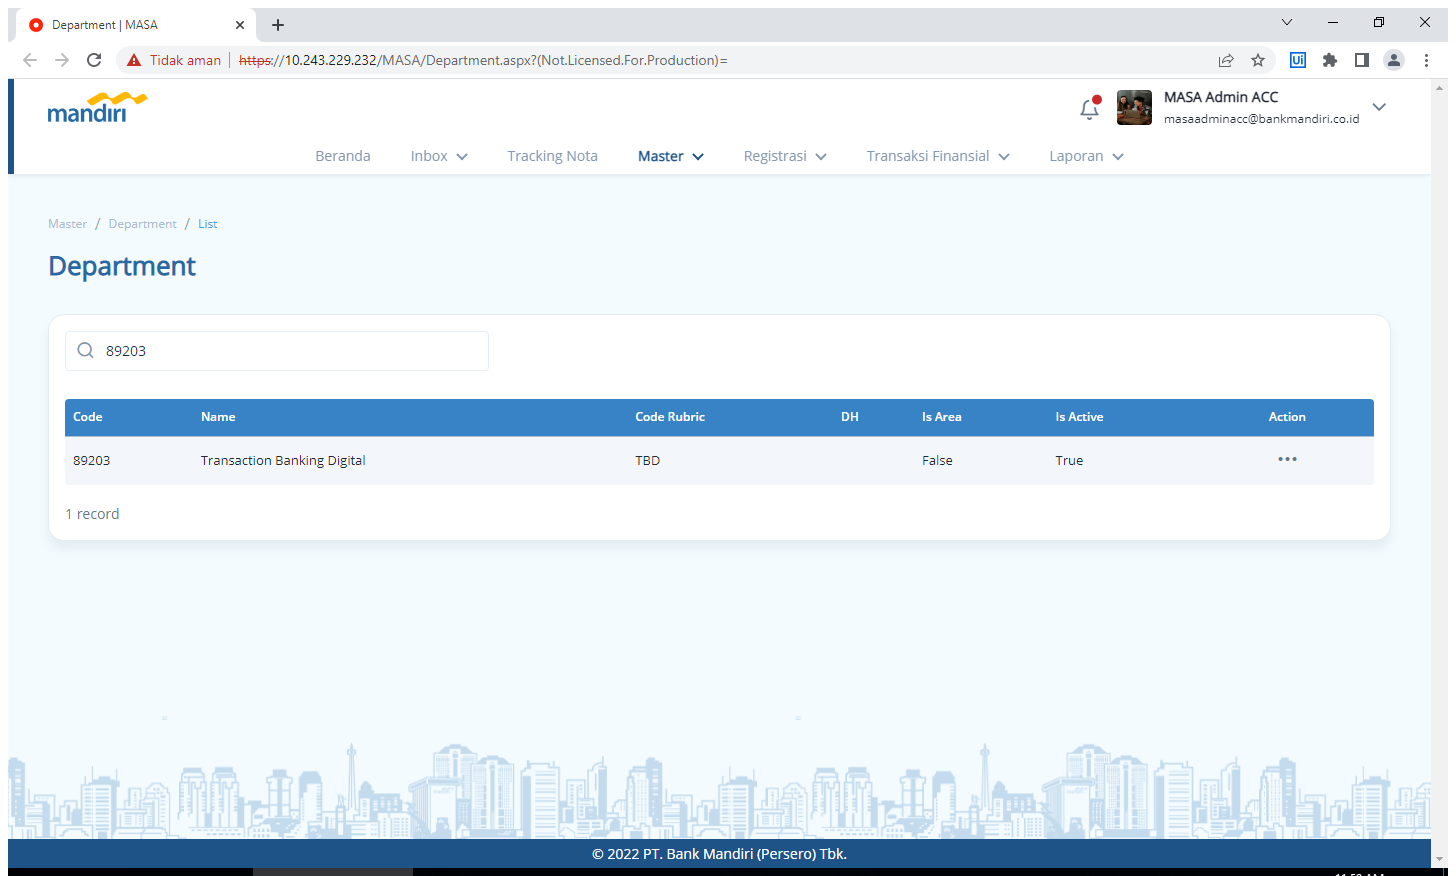 Department | MASA
Tidak aman | https://10.243.229.232/MASA/Department.aspx?(Not.Licensed.For.Production)=
mandiri
MASA Admin ACC
masaadminacc@bankmandiri.co.id
Beranda Inbox Tracking Nota Master Registrasi Transaksi Finansial Laporan
Master / Department / List
Department
89203
Code Name Code Rubric DH Is Area Is Active Action
89203 Transaction Banking Digital TBD False True
1 record
© 2022 PT. Bank Mandiri (Persero) Tbk.